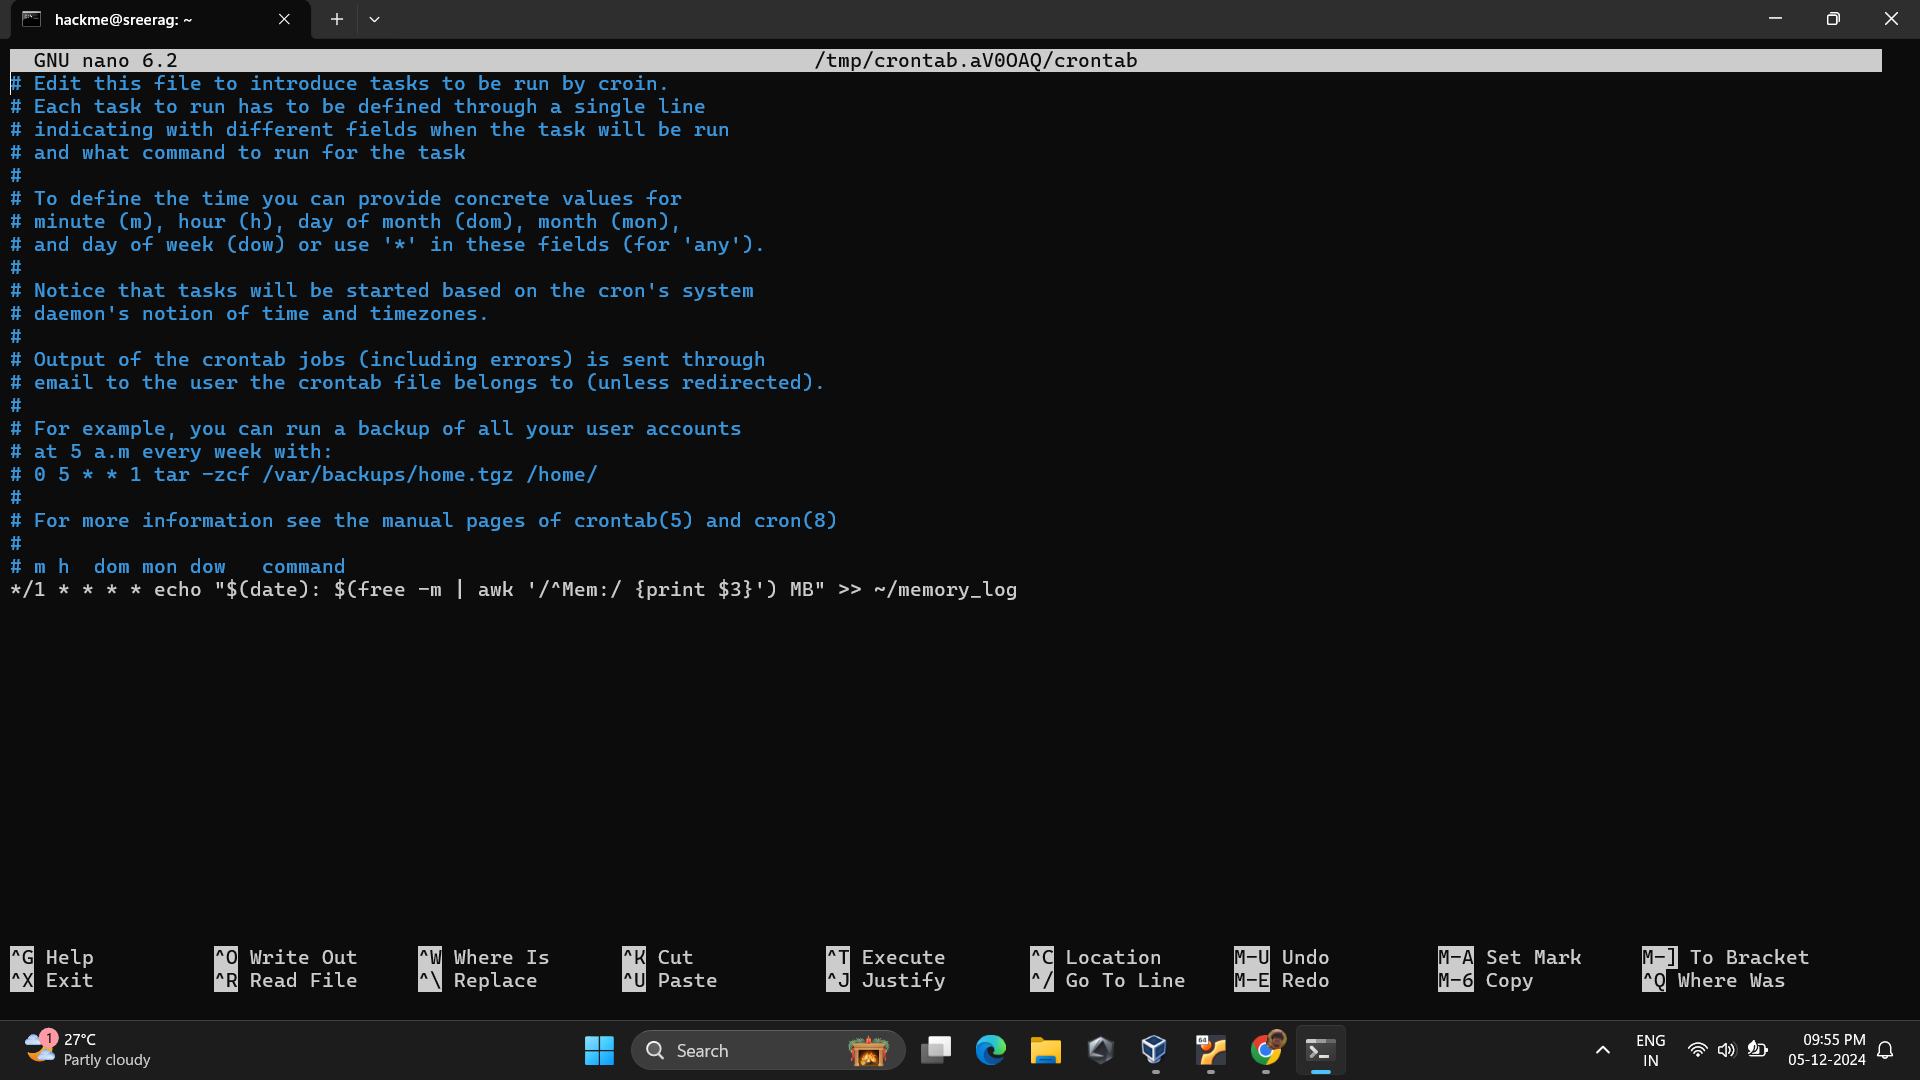 hackme@sreerag: ~
GNU nano 6.2 /tmp/crontab.aV0OAQ/crontab
# Edit this file to introduce tasks to be run by croin.
# Each task to run has to be defined through a single line
# indicating with different fields when the task will be run
# and what command to run for the task
#
# To define the time you can provide concrete values for
# minute (m), hour (h), day of month (dom), month (mon),
# and day of week (dow) or use '*' in these fields (for 'any').
#
# Notice that tasks will be started based on the cron's system
# daemon's notion of time and timezones.
#
# Output of the crontab jobs (including errors) is sent through
# email to the user the crontab file belongs to (unless redirected).
#
# For example, you can run a backup of all your user accounts
# at 5 a.m every week with:
# 0 5 * * 1 tar -zcf /var/backups/home.tgz /home/
#
# For more information see the manual pages of crontab(5) and cron(8)
#
# m h  dom mon dow   command
*/1 * * * * echo "$(date): $(free -m | awk '/^Mem:/ {print $3}') MB" >> ~/memory_log
^G Help ^O Write Out ^W Where Is ^K Cut ^T Execute ^C Location M-U Undo M-A Set Mark M-] To Bracket
^X Exit ^R Read File ^\ Replace ^U Paste ^J Justify ^/ Go To Line M-E Redo M-6 Copy ^Q Where Was
1
27°C
Partly cloudy
Search
64
ENG
IN
09:55 PM
05-12-2024